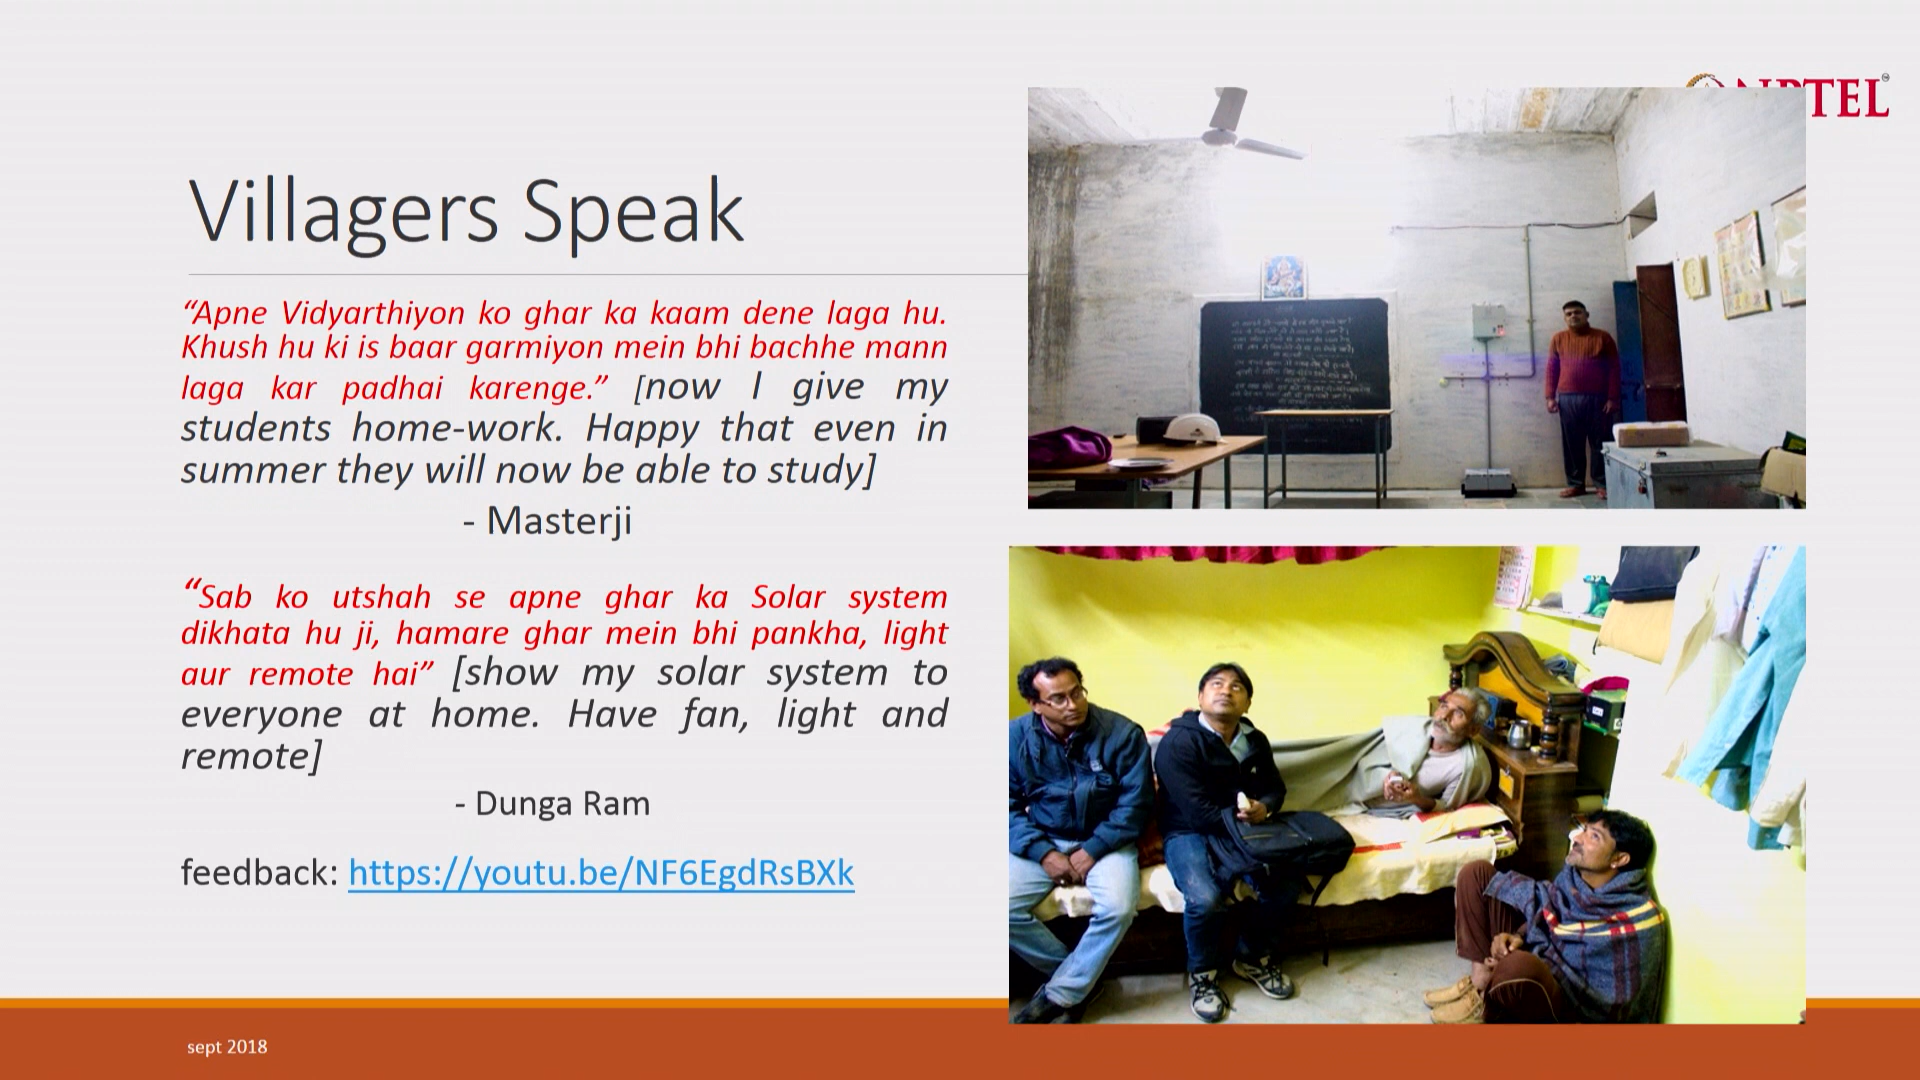 NPTEL
Villagers Speak
“Apne Vidyarthiyon ko ghar ka kaam dene laga hu.
Khush hu ki is baar garmiyon mein bhi bachhe mann
laga kar padhai karenge.” [now I give my
students home-work. Happy that even in
summer they will now be able to study]
- Masterji
“Sab ko utshah se apne ghar ka Solar system
dikhata hu ji, hamare ghar mein bhi pankha, light
aur remote hai” [show my solar system to
everyone at home. Have fan, light and
remote]
- Dunga Ram
feedback: https://youtu.be/NF6EgdRsBXk
sept 2018